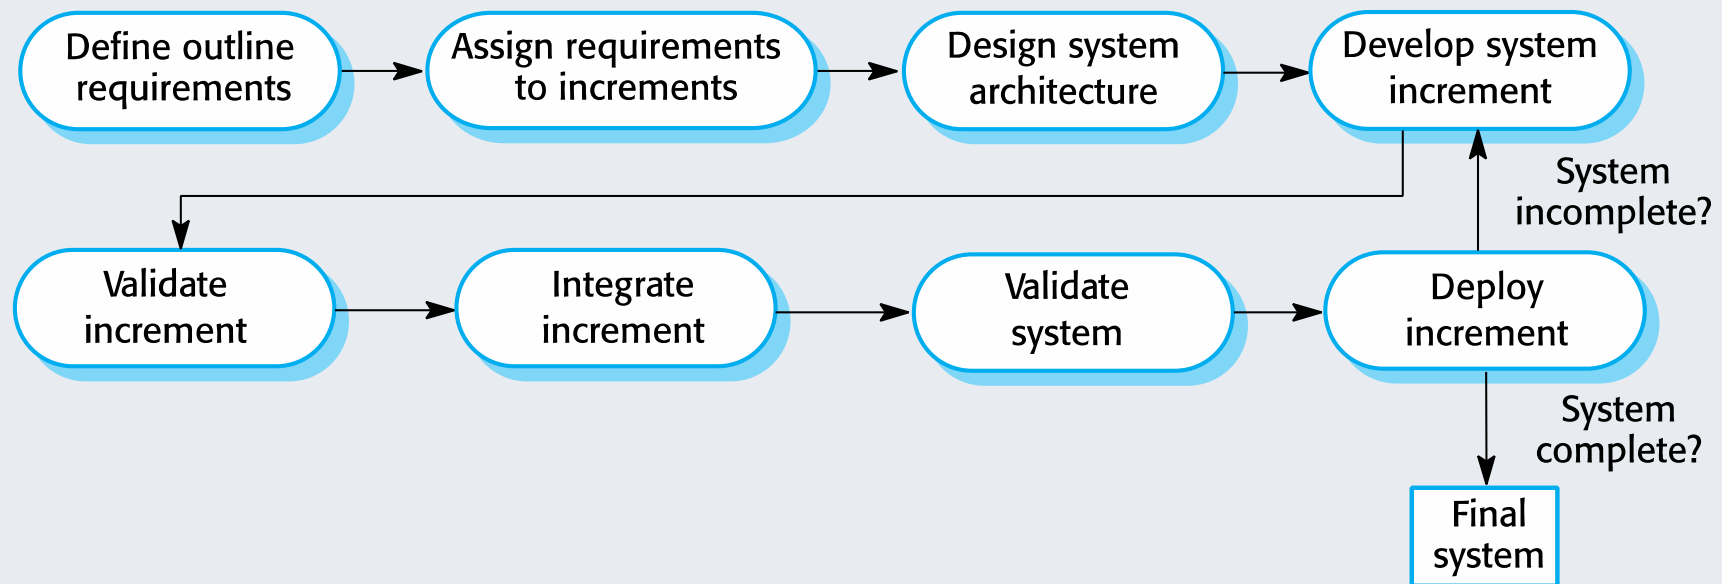 Define outline
requirements
Assign requirements
to increments
Design system
architecture
Develop system
increment
System
incomplete?
Validate
increment
Integrate
increment
Validate
system
Deploy
increment
System
complete?
Final
system